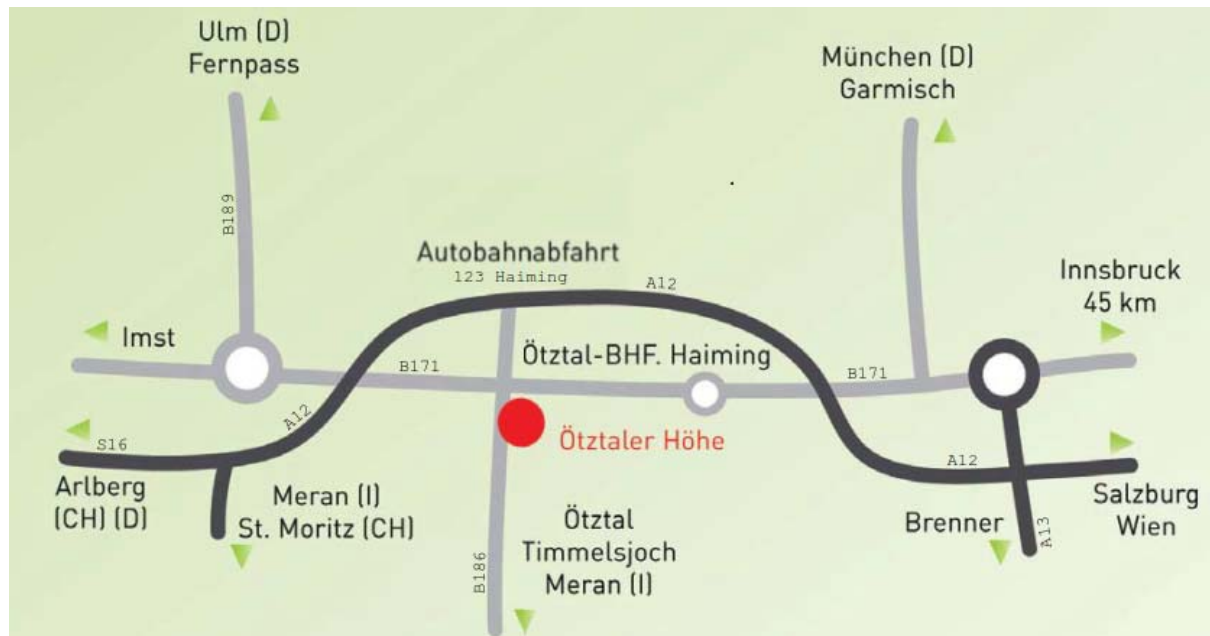 Ulm (D)
Fernpass
München (D)
Garmisch
B189
Autobahnabfahrt
123 Haiming
A12
Innsbruck
45 km
Imst
Ötztal-BHF. Haiming
B171
B171
A12
Ötztaler Höhe
S16
A12
Arlberg
(CH) (D)
Meran (I)
St. Moritz (CH)
Ötztal
Timmelsjoch
Meran (I)
B186
Brenner
A13
Salzburg
Wien